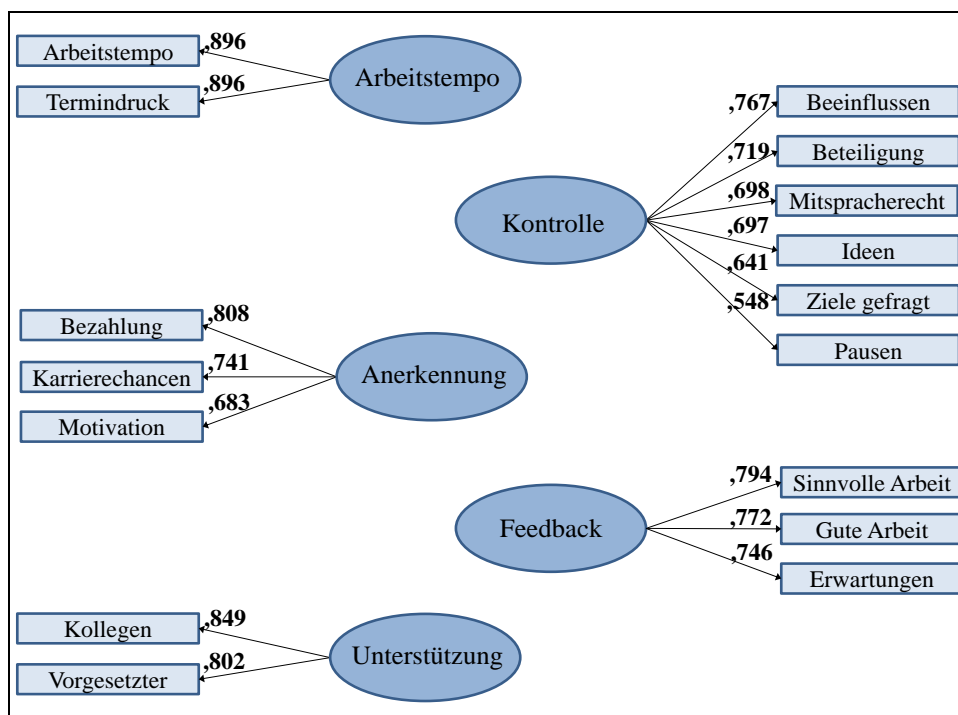 Arbeitstempo
,896
Termindruck
,896
Arbeitstempo
Kontrolle
,767
Beeinflussen
,719
Beteiligung
,698
Mitspracherecht
,697
Ideen
,641
Ziele gefragt
,548
Pausen
Bezahlung
,808
Karrierechancen
,741
Motivation
,683
Anerkennung
Feedback
,794
Sinnvolle Arbeit
,772
Gute Arbeit
,746
Erwartungen
Kollegen
,849
Vorgesetzter
,802
Unterstützung